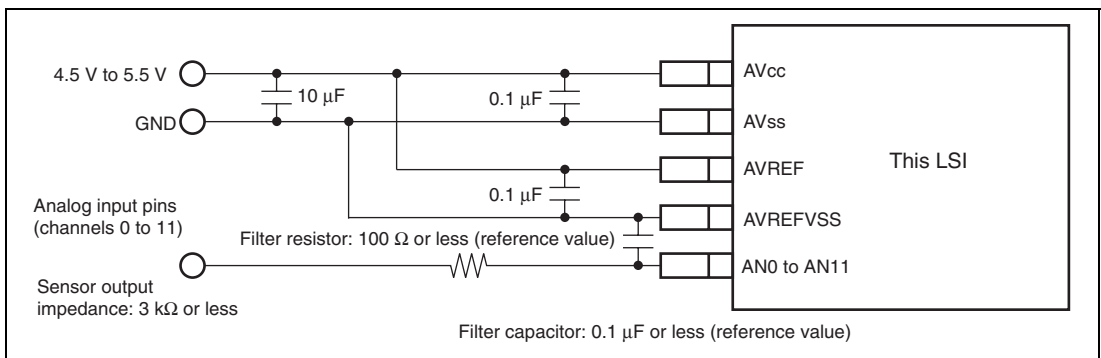 4.5 V to 5.5 V
10 μF
0.1 μF
AVcc
GND
AVss
This LSI
AVREF
0.1 μF
Analog input pins
(channels 0 to 11)
AVREFVSS
Filter resistor: 100 Ω or less (reference value)
AN0 to AN11
Sensor output
impedance: 3 kΩ or less
Filter capacitor: 0.1 μF or less (reference value)